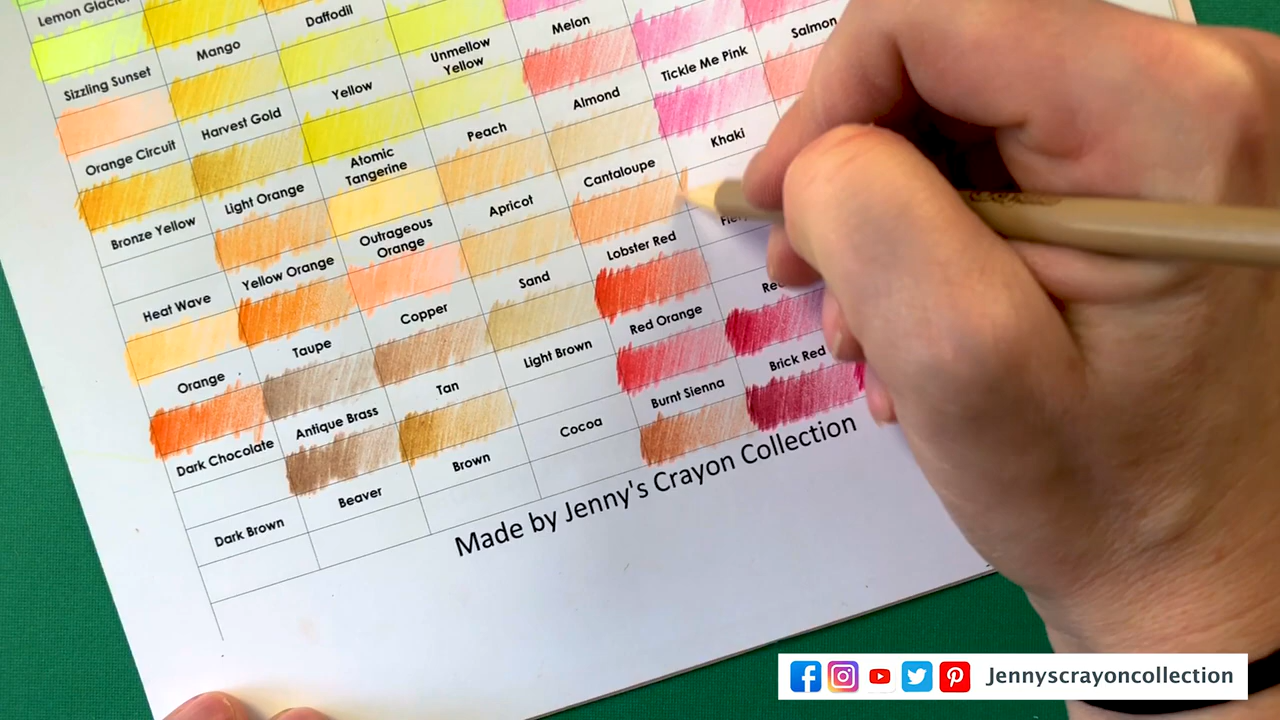 Lemon Glacier
Daffodil
Melon
Salmon
Sizzling Sunset
Mango
Unmellow
Yellow
Tickle Me Pink
Yellow
Almond
Orange Circuit
Harvest Gold
Atomic
Tangerine
Peach
Khaki
Bronze Yellow
Light Orange
Outrageous
Orange
Apricot
Cantaloupe
Heat Wave
Yellow Orange
Copper
Sand
Lobster Red
Orange
Taupe
Tan
Light Brown
Red Orange
Brick Red
Dark Chocolate
Antique Brass
Brown
Cocoa
Burnt Sienna
Dark Brown
Beaver
Made by Jenny's Crayon Collection
Jennyscrayoncollection